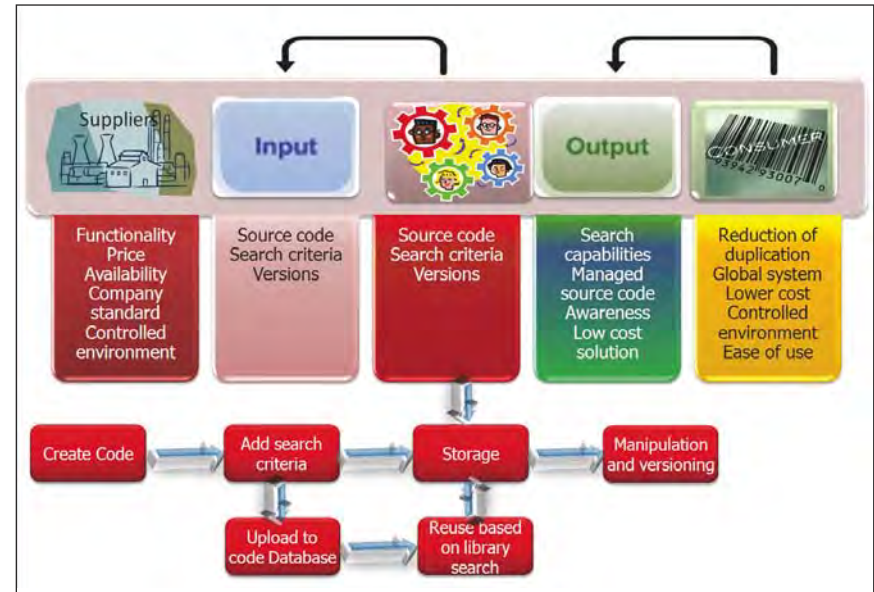 Suppliers
Input
Output
CONSUMER
93942 93007 0
Functionality
Price
Availability
Company
standard
Controlled
environment
Source code
Search criteria
Versions
Source code
Search criteria
Versions
Search
capabilities
Managed
source code
Awareness
Low cost
solution
Reduction of
duplication
Global system
Lower cost
Controlled
environment
Ease of use
Create Code
Add search
criteria
Storage
Manipulation
and versioning
Upload to
code Database
Reuse based
on library
search